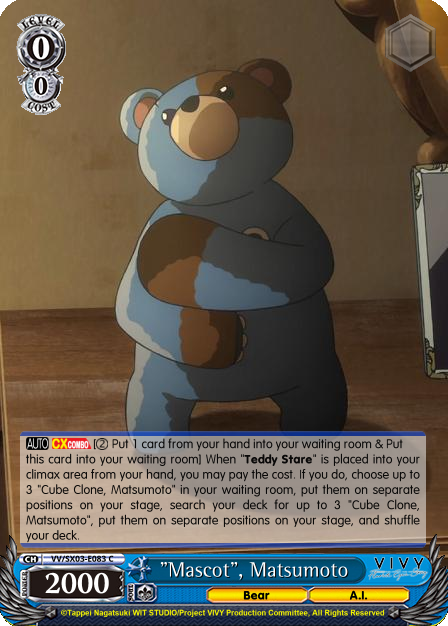 LEVEL
0
0
COST
AUTO CXCOMBO [② Put 1 card from your hand into your waiting room & Put
this card into your waiting room] When "Teddy Stare" is placed into your
climax area from your hand, you may pay the cost. If you do, choose up to
3 "Cube Clone, Matsumoto" in your waiting room, put them on separate
positions on your stage, search your deck for up to 3 "Cube Clone,
Matsumoto", put them on separate positions on your stage, and shuffle
your deck.
CH VV/SX03-E083 C
POWER 2000 SOUL "Mascot", Matsumoto VIVY
Bear A.I.
©Tappei Nagatsuki WIT STUDIO/Project VIVY Production Committee, All Rights Reserved